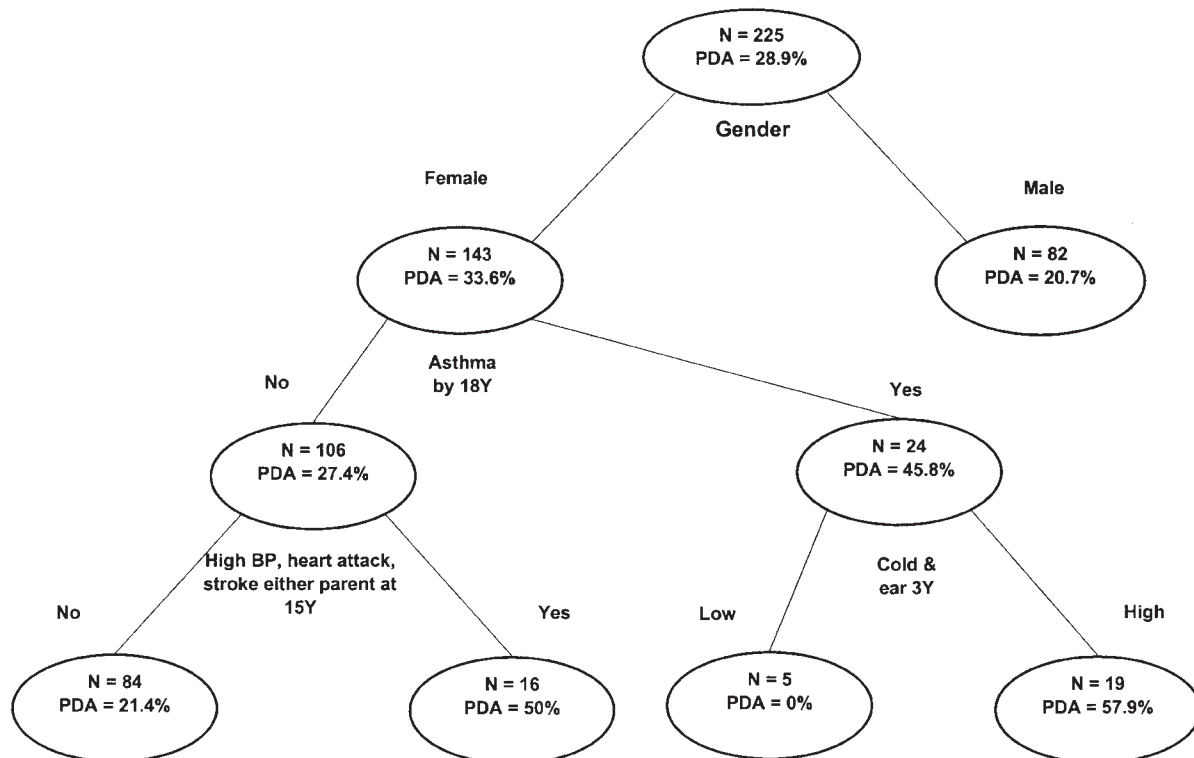 N = 225
PDA = 28.9%
Gender
Female
Male
N = 143
PDA = 33.6%
N = 82
PDA = 20.7%
Asthma
by 18Y
No
Yes
N = 106
PDA = 27.4%
N = 24
PDA = 45.8%
High BP, heart attack,
stroke either parent at
15Y
Cold &
ear 3Y
No
Yes
Low
High
N = 84
PDA = 21.4%
N = 16
PDA = 50%
N = 5
PDA = 0%
N = 19
PDA = 57.9%